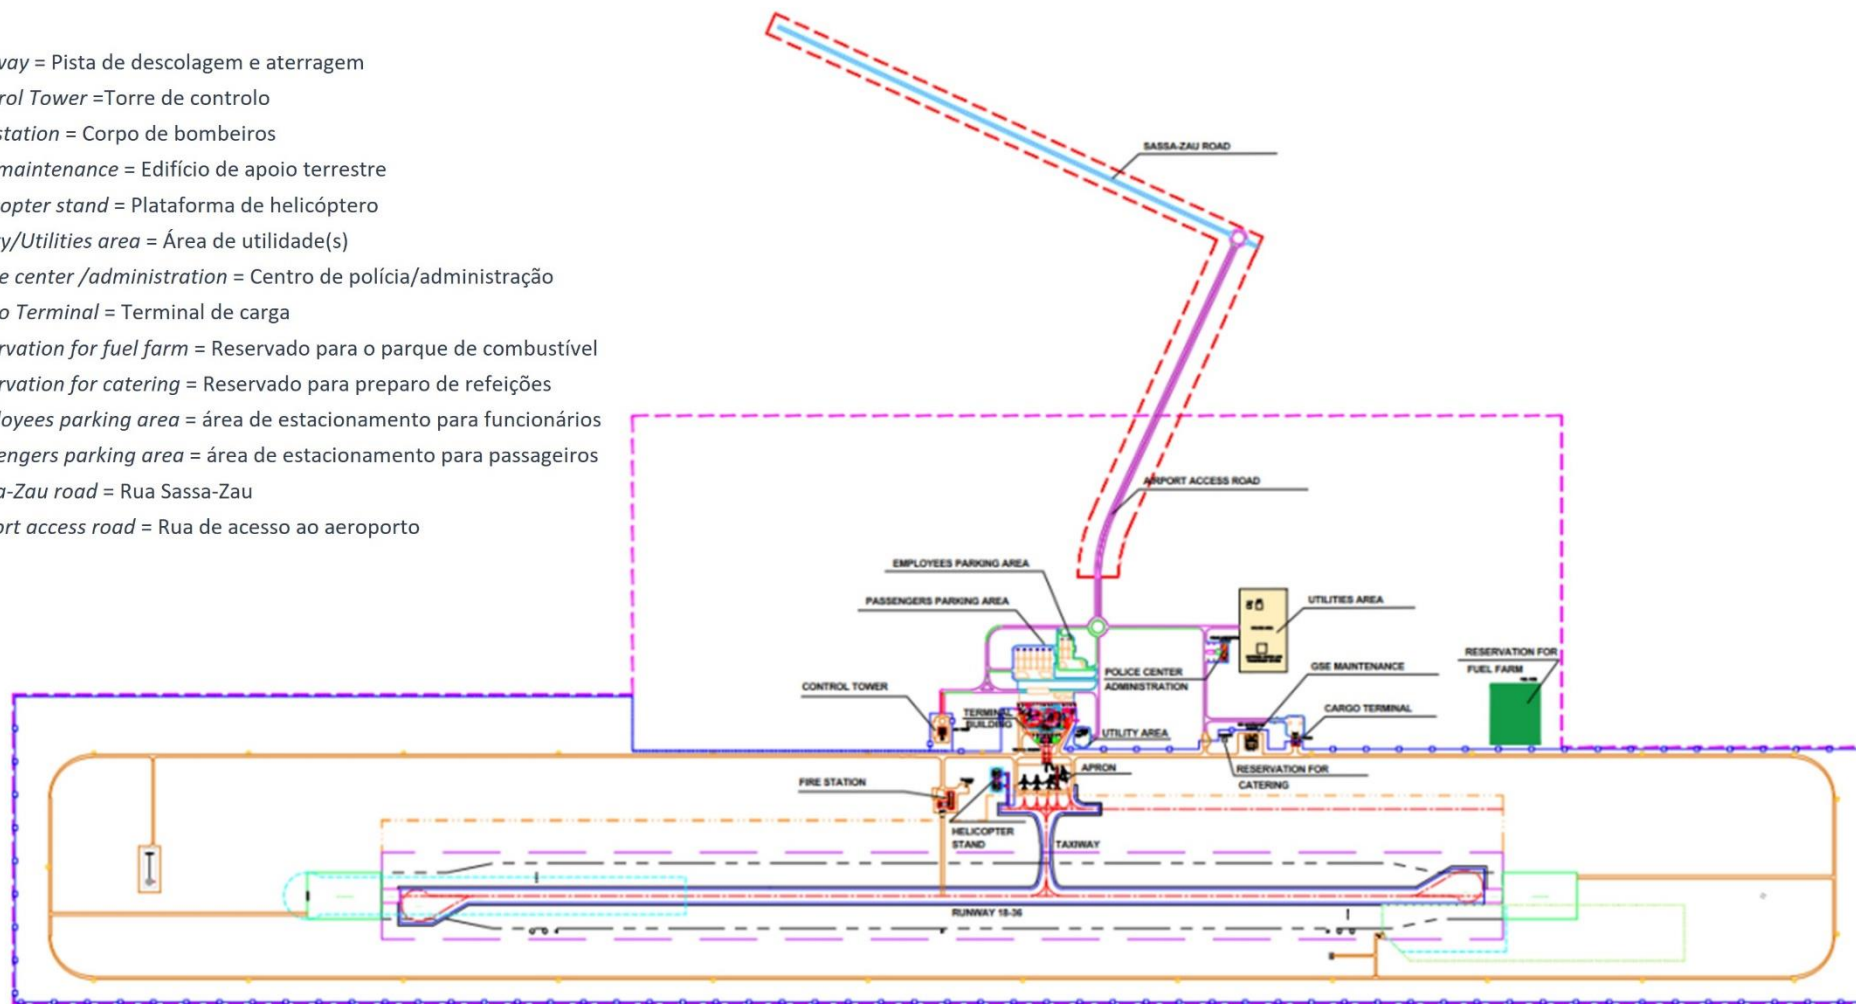 way = Pista de descolagem e aterragem
rol Tower =Torre de controlo
station = Corpo de bombeiros
maintenance = Edifício de apoio terrestre
opter stand = Plataforma de helicóptero
y/Utilities area = Área de utilidade(s)
e center /administration = Centro de polícia/administração
o Terminal = Terminal de carga
rvation for fuel farm = Reservado para o parque de combustível
rvation for catering = Reservado para preparo de refeições
oyees parking area = área de estacionamento para funcionários
engers parking area = área de estacionamento para passageiros
a-Zau road = Rua Sassa-Zau
ort access road = Rua de acesso ao aeroporto
SASSA-ZAU ROAD
AIRPORT ACCESS ROAD
EMPLOYEES PARKING AREA
PASSENGERS PARKING AREA
UTILITIES AREA
RESERVATION FOR
FUEL FARM
GSE MAINTENANCE
POLICE CENTER
ADMINISTRATION
CONTROL TOWER
TERMINAL
BUILDING
CARGO TERMINAL
UTILITY AREA
APRON
RESERVATION FOR
CATERING
FIRE STATION
HELICOPTER
STAND
TAXIWAY
RUNWAY 18-36